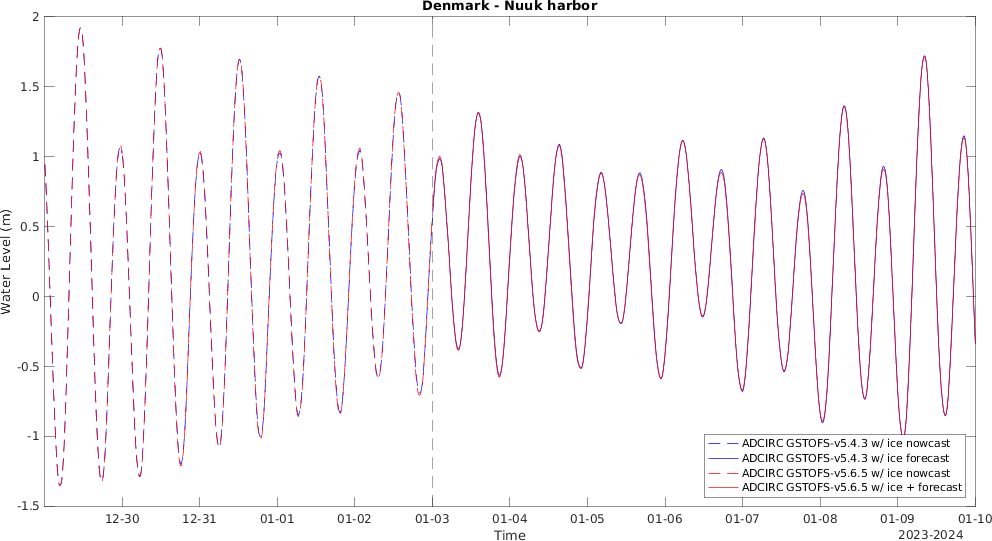 Denmark - Nuuk harbor
2
1.5
1
0.5
0
-0.5
-1
-1.5
Water Level (m)
ADCIRC GSTOFS-v5.4.3 w/ ice nowcast
ADCIRC GSTOFS-v5.4.3 w/ ice forecast
ADCIRC GSTOFS-v5.6.5 w/ ice nowcast
ADCIRC GSTOFS-v5.6.5 w/ ice + forecast
12-30 12-31 01-01 01-02 01-03 01-04 01-05 01-06 01-07 01-08 01-09 01-10
Time
2023-2024